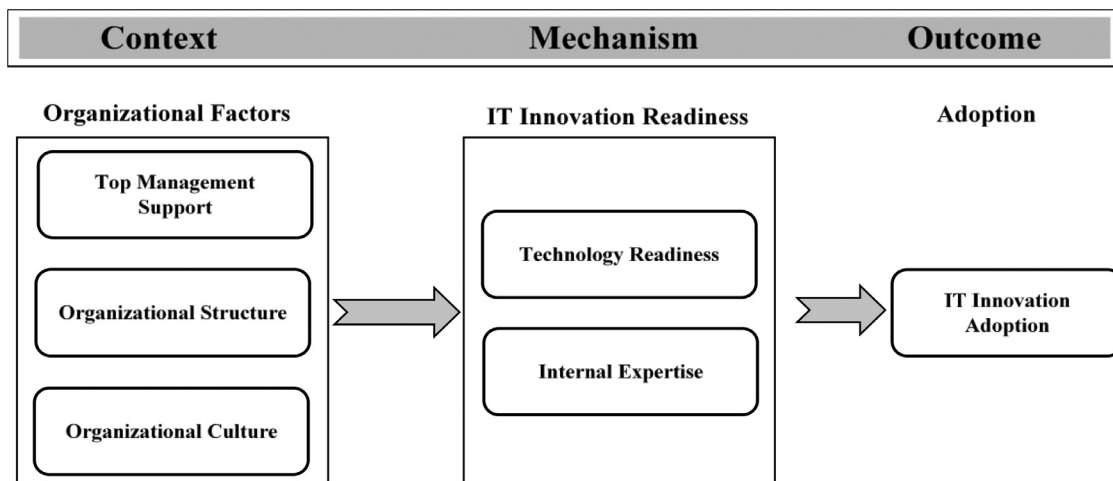 Context Mechanism Outcome
Organizational Factors IT Innovation Readiness Adoption
Top Management
Support
Organizational Structure
Organizational Culture
Technology Readiness
Internal Expertise
IT Innovation
Adoption